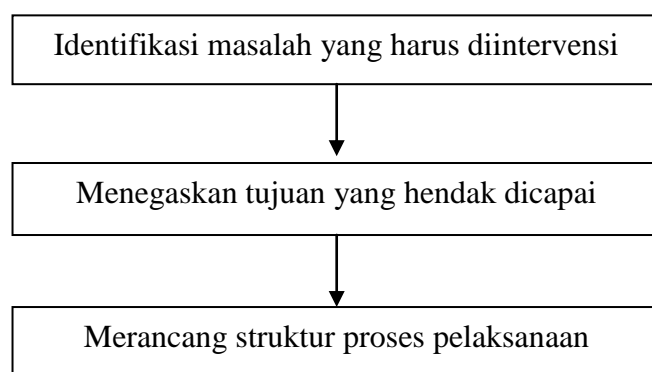 Identifikasi masalah yang harus diintervensi
Menegaskan tujuan yang hendak dicapai
Merancang struktur proses pelaksanaan